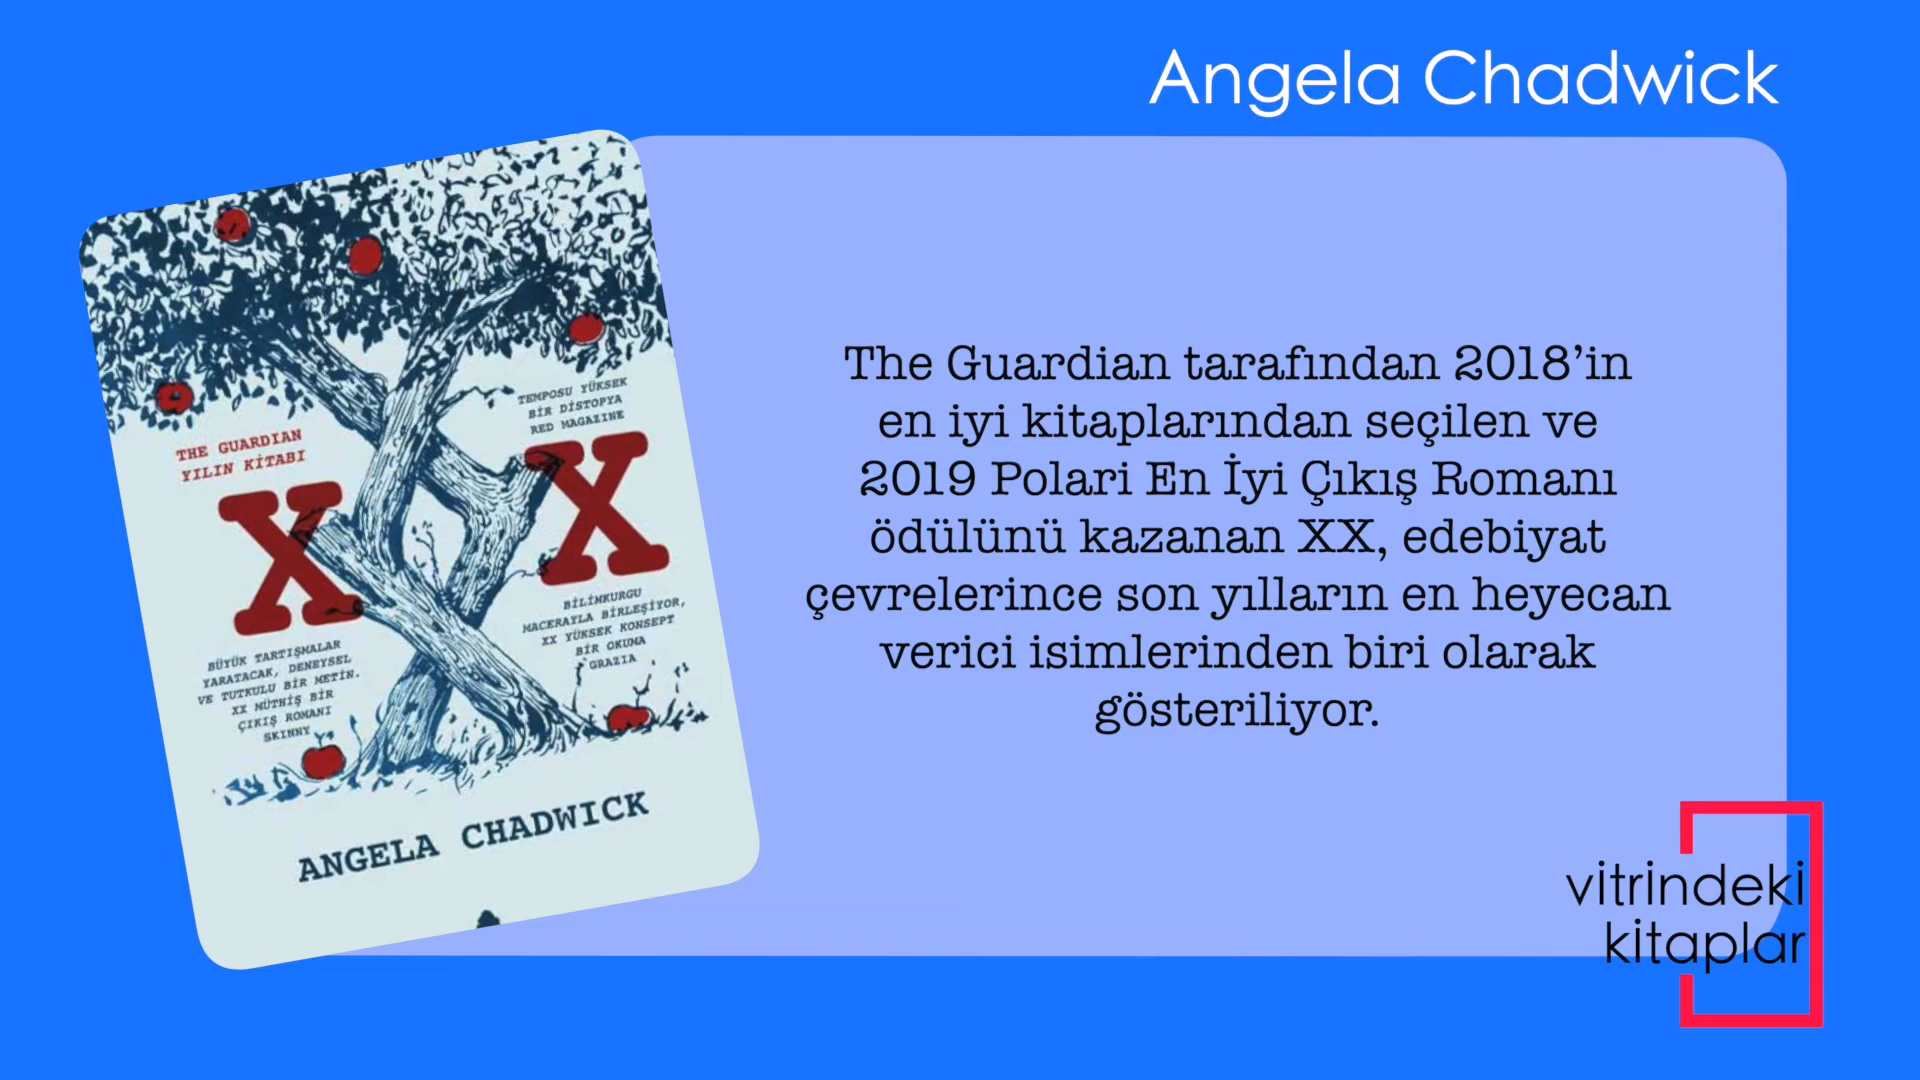 Angela Chadwick
THE GUARDIAN
YILIN KİTABI
TEMPOSU YÜKSEK
BİR DİSTOPYA
RED MAGAZINE
X X
BÜYÜK TARTIŞMALAR
YARATACAK, DENEYSEL
VE TUTKULU BİR METİN.
XX MÜTHİŞ BİR
ÇIKIŞ ROMANI
SKINNY
BİLİMKURGU
MACERAYLA BİRLEŞİYOR,
XX YÜKSEK KONSEPT
BİR OKUMA
GRAZIA
ANGELA CHADWICK
The Guardian tarafından 2018’in
en iyi kitaplarından seçilen ve
2019 Polari En İyi Çıkış Romanı
ödülünü kazanan XX, edebiyat
çevrelerince son yılların en heyecan
verici isimlerinden biri olarak
gösteriliyor.
vitrindeki
kitaplar